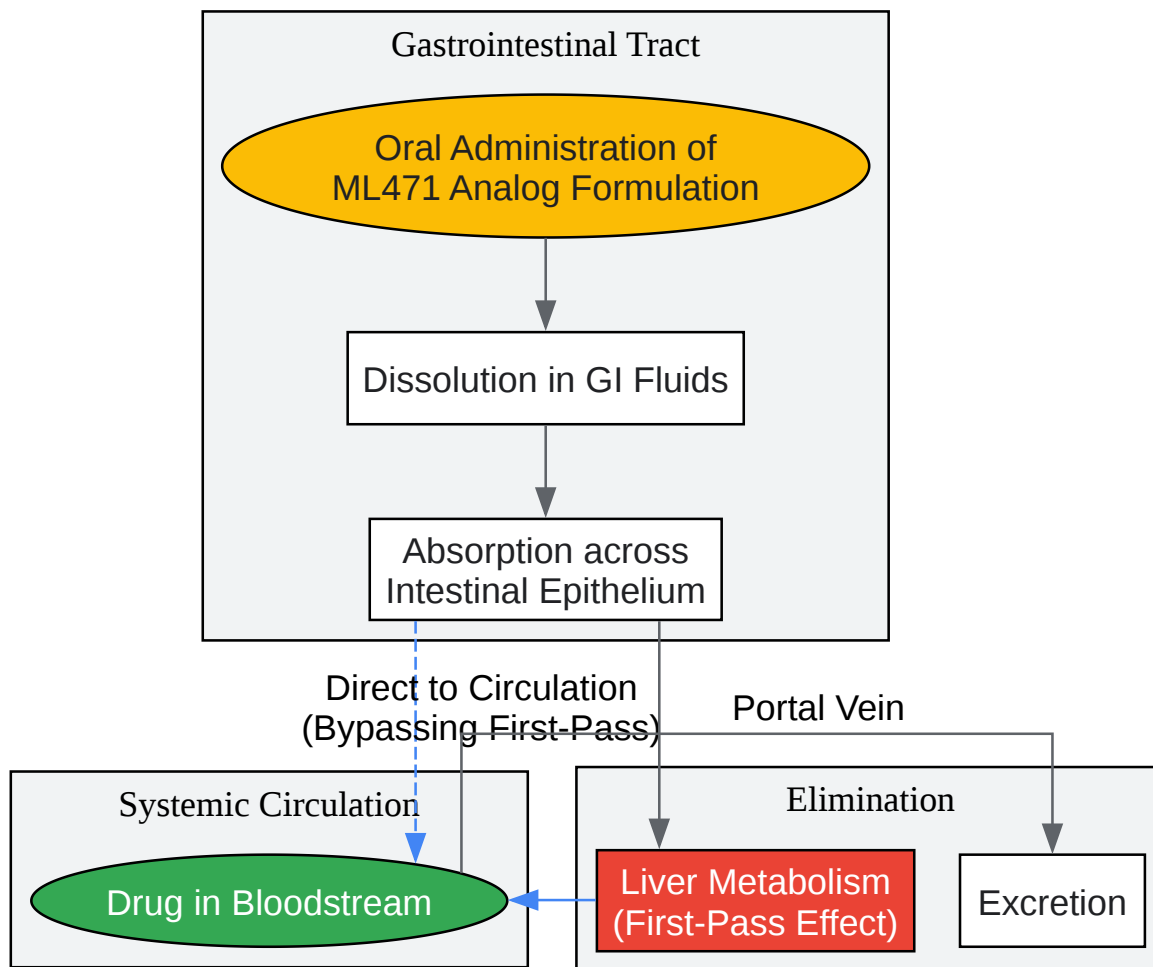 Gastrointestinal Tract
Oral Administration of
ML471 Analog Formulation
Dissolution in GI Fluids
Absorption across
Intestinal Epithelium
Direct to Circulation
(Bypassing First-Pass)
Portal Vein
Systemic Circulation
Drug in Bloodstream
Elimination
Liver Metabolism
(First-Pass Effect)
Excretion